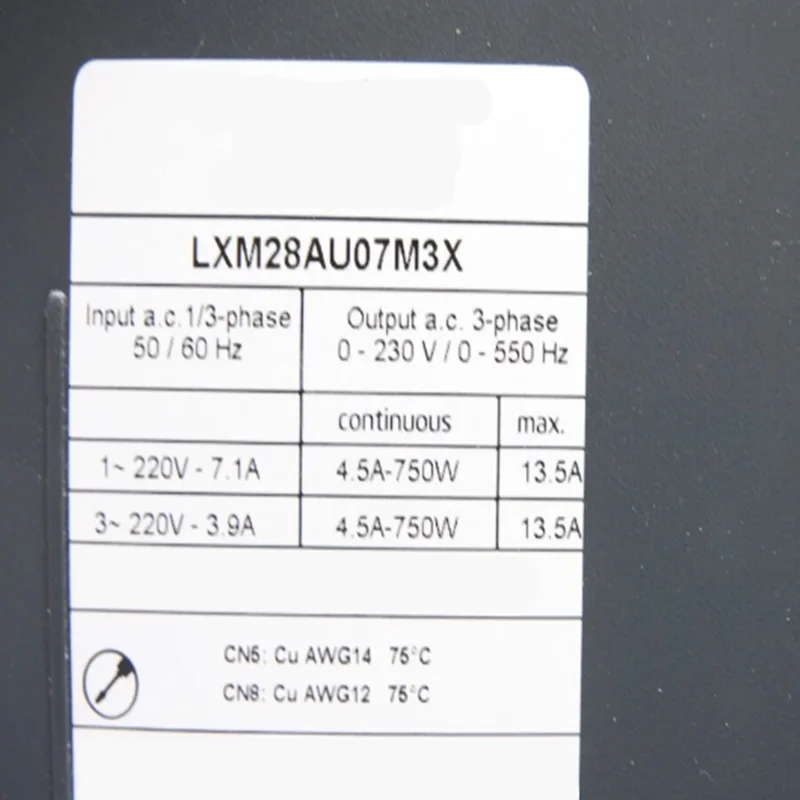 LXM28AU07M3X
Input a.c. 1/3-phase
50 / 60 Hz
Output a.c. 3-phase
0 - 230 V / 0 - 550 Hz
continuous max.
1~ 220V - 7.1A 4.5A-750W 13.5A
3~ 220V - 3.9A 4.5A-750W 13.5A
CN5: Cu AWG14 75°C
CN8: Cu AWG12 75°C